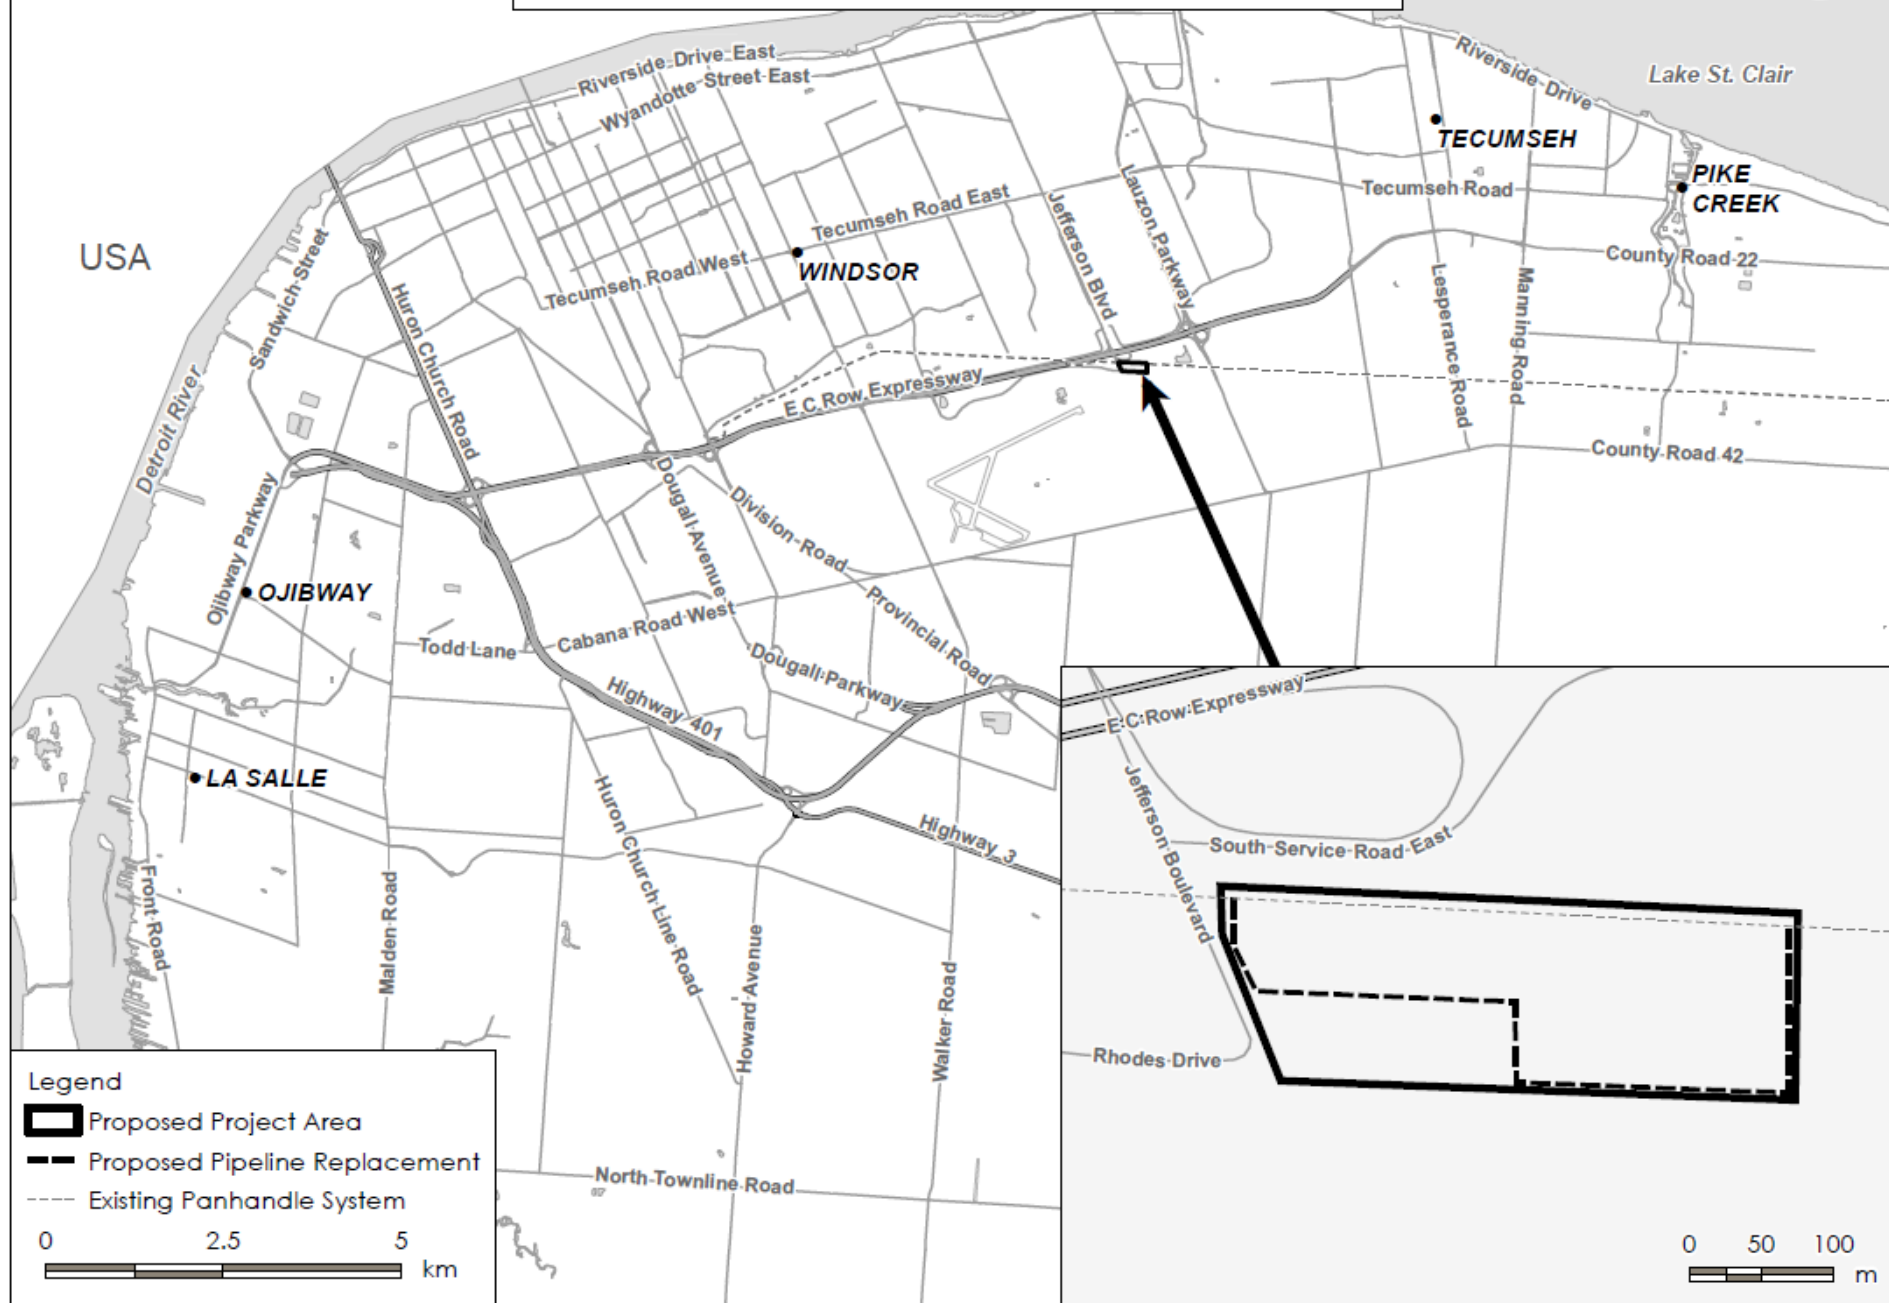 Riverside Drive East
Wyandotte Street East
Riverside Drive
Lake St. Clair
TECUMSEH
PIKE
CREEK
Tecumseh Road
Lauzon Parkway
Jefferson Blvd
Tecumseh Road East
WINDSOR
Tecumseh Road West
USA
Sandwich Street
Huron Church Road
County Road 22
Lesperance Road
Manning Road
Detroit River
E C Row Expressway
County Road 42
Dougall Avenue
Division Road
Ojibway Parkway
OJIBWAY
Provincial Road
Todd Lane
Cabana Road West
Dougall Parkway
Highway 401
LA SALLE
Highway 3
Huron Church Line Road
Front Road
Malden Road
Howard Avenue
Walker Road
North Townline Road
E C Row Expressway
Jefferson Boulevard
South Service Road East
Rhodes Drive
0 50 100
m
Legend
Proposed Project Area
Proposed Pipeline Replacement
Existing Panhandle System
0 2.5 5
km